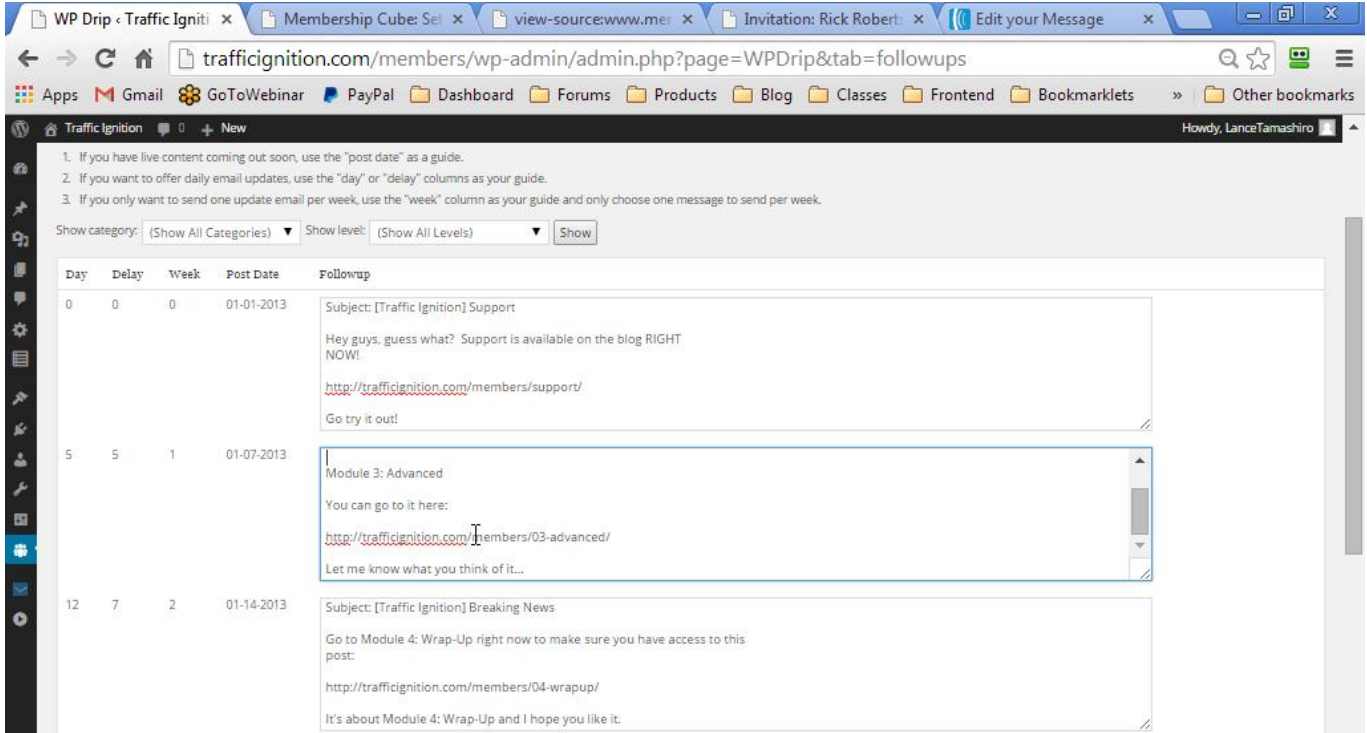 WP Drip ‹ Traffic Igniti
Membership Cube: Se
view-source:www.mer
Invitation: Rick Robert
Edit your Message
trafficignition.com/members/wp-admin/admin.php?page=WPDrip&tab=followups
Apps Gmail GoToWebinar PayPal Dashboard Forums Products Blog Classes Frontend Bookmarklets » Other bookmarks
Traffic Ignition 0 + New Howdy, LanceTamashiro
1. If you have live content coming out soon, use the "post date" as a guide.
2. If you want to offer daily email updates, use the "day" or "delay" columns as your guide.
3. If you only want to send one update email per week, use the "week" column as your guide and only choose one message to send per week.
Show category: (Show All Categories) Show level: (Show All Levels) Show
Day Delay Week Post Date Followup
0 0 0 01-01-2013
Subject: [Traffic Ignition] Support
Hey guys, guess what? Support is available on the blog RIGHT
NOW!
http://trafficignition.com/members/support/
Go try it out!
5 5 1 01-07-2013
Module 3: Advanced
You can go to it here:
http://trafficignition.com/members/03-advanced/
Let me know what you think of it...
12 7 2 01-14-2013
Subject: [Traffic Ignition] Breaking News
Go to Module 4: Wrap-Up right now to make sure you have access to this
post:
http://trafficignition.com/members/04-wrapup/
It's about Module 4: Wrap-Up and I hope you like it.